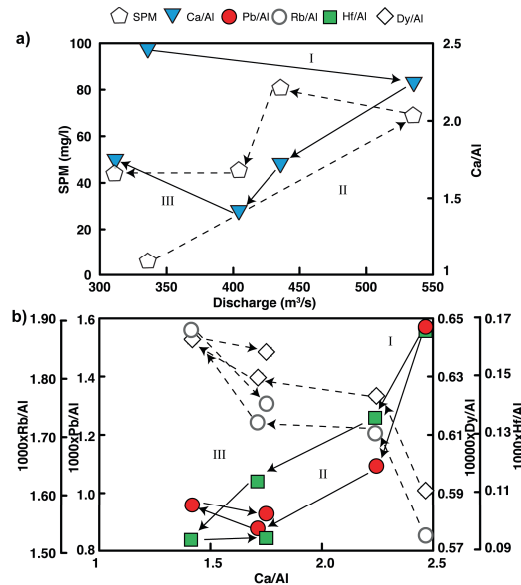 a) SPM Ca/Al Pb/Al Rb/Al Hf/Al Dy/Al
100 2.5
80 2.0
60
40 1.5
20
0 1
SPM (mg/l)
Ca/Al
I
II
III
300 350 400 450 500 550
Discharge (m³/s)
b)
1.90 1.6 0.65 0.17
1.80 1.4 0.63 0.15
1.70 1.2 0.61 0.13
1.60 1.0 0.59 0.11
1.50 0.8 0.57 0.09
1000xRb/Al
1000xPb/Al
10000xDy/Al
1000xHf/Al
I
II
III
1 1.5 2.0 2.5
Ca/Al